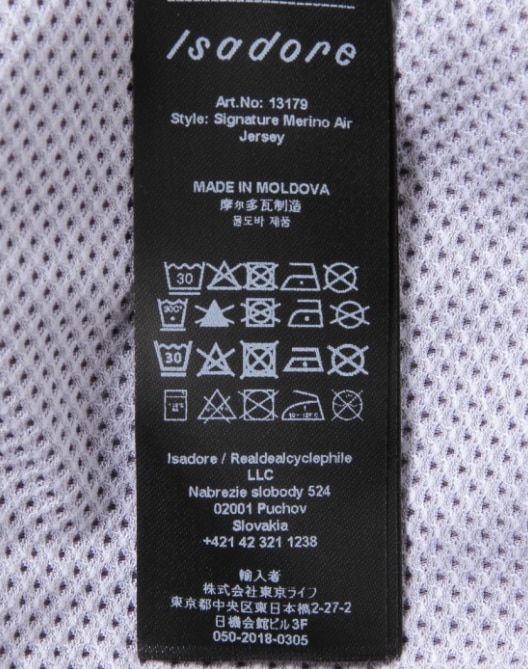 Isadore
Art.No: 13179
Style: Signature Merino Air
Jersey
MADE IN MOLDOVA
摩尔多瓦制造
몰도바 제품
30
30
Isadore / Realdealcyclephile
LLC
Nabrezie slobody 524
02001 Puchov
Slovakia
+421 42 321 1238
輸入者
株式会社東京ライフ
東京都中央区東日本橋2-27-2
日機会館ビル3F
050-2018-0305